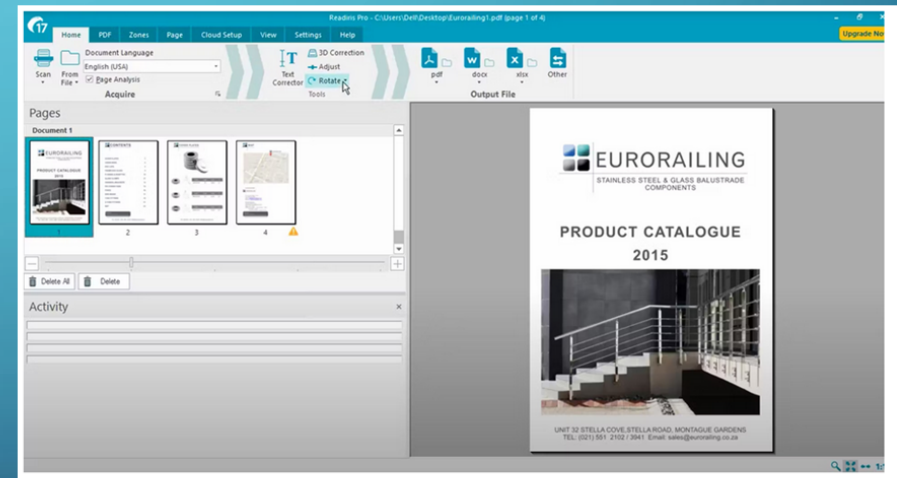 Readiris Pro - C:\Users\Dell\Desktop\Eurorailing1.pdf (page 1 of 4)
17
Home PDF Zones Page Cloud Setup View Settings Help
Upgrade No
Document Language
English (USA)
Page Analysis
Scan
From
File
Acquire
Text
Corrector
3D Correction
Adjust
Rotate
Tools
pdf docx xlsx Other
Output File
Pages
Document 1
EURORAILING
PRODUCT CATALOGUE
2015
CONTENTS
1 2 3 4
Delete All Delete
Activity
EURORAILING
STAINLESS STEEL & GLASS BALUSTRADE
COMPONENTS
PRODUCT CATALOGUE
2015
UNIT 32 STELLA COVE,STELLA ROAD, MONTAGUE GARDENS
TEL: (021) 551 2102 / 3941 Email: sales@eurorailing.co.za